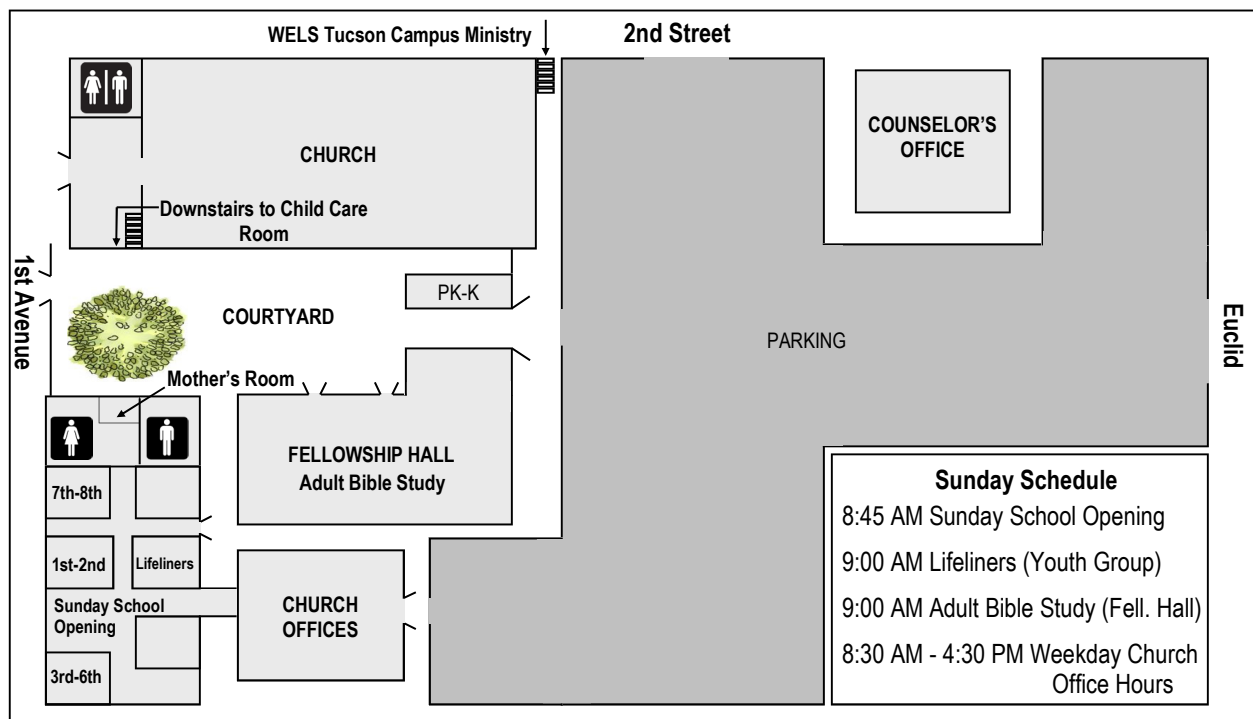 WELS Tucson Campus Ministry
2nd Street
CHURCH
COUNSELOR'S
OFFICE
Downstairs to Child Care
Room
1st Avenue
PK-K
COURTYARD
PARKING
Euclid
Mother's Room
FELLOWSHIP HALL
Adult Bible Study
7th-8th
1st-2nd
Lifeliners
Sunday School
Opening
3rd-6th
CHURCH
OFFICES
Sunday Schedule
8:45 AM Sunday School Opening
9:00 AM Lifeliners (Youth Group)
9:00 AM Adult Bible Study (Fell. Hall)
8:30 AM - 4:30 PM Weekday Church
Office Hours